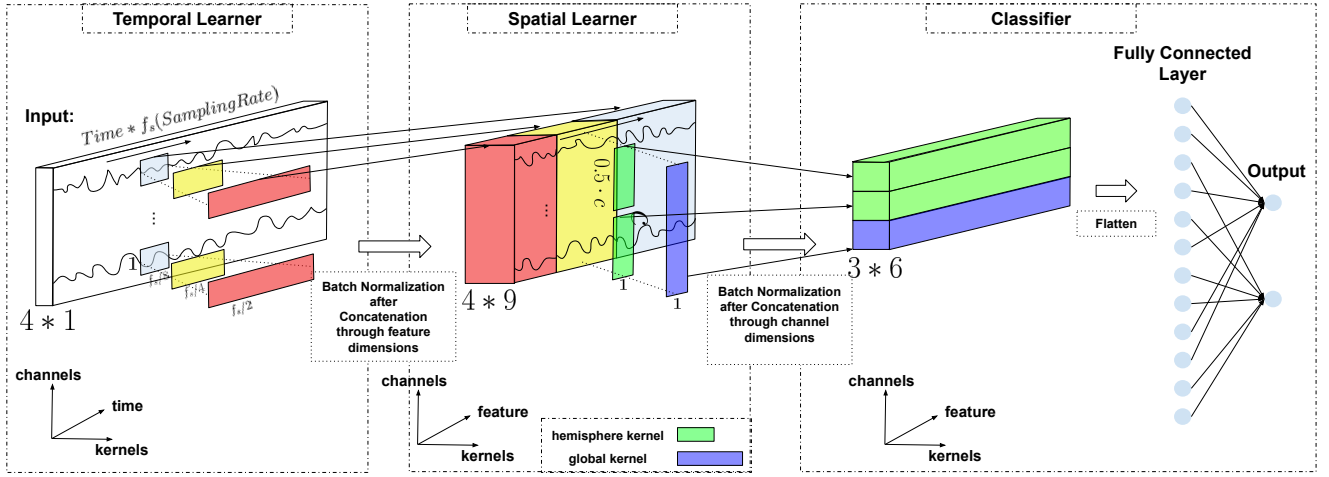 Temporal Learner
Input:
Time * f_s(SamplingRate)
...
1
f_s/8
f_s/4
f_s/2
4 * 1
channels
time
kernels
Batch Normalization
after
Concatenation
through feature
dimensions
Spatial Learner
0.5 · c
...
1
1
4 * 9
channels
feature
kernels
hemisphere kernel
global kernel
Batch Normalization
after Concatenation
through channel
dimensions
Classifier
3 * 6
channels
feature
kernels
Flatten
Fully Connected
Layer
Output